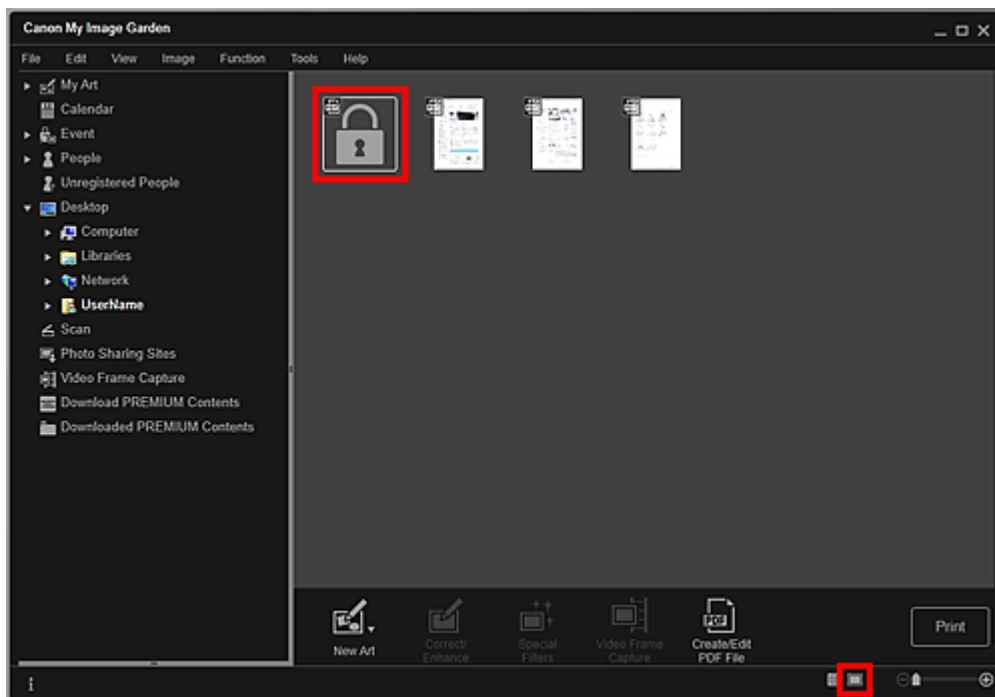 Canon My Image Garden
File Edit View Image Function Tools Help
My Art
Calendar
Event
People
Unregistered People
Desktop
Computer
Libraries
Network
UserName
Scan
Photo Sharing Sites
Video Frame Capture
Download PREMIUM Contents
Downloaded PREMIUM Contents
New Art
Correct/
Enhance
Special
Filters
Video Frame
Capture
PDF
Create/Edit
PDF File
Print